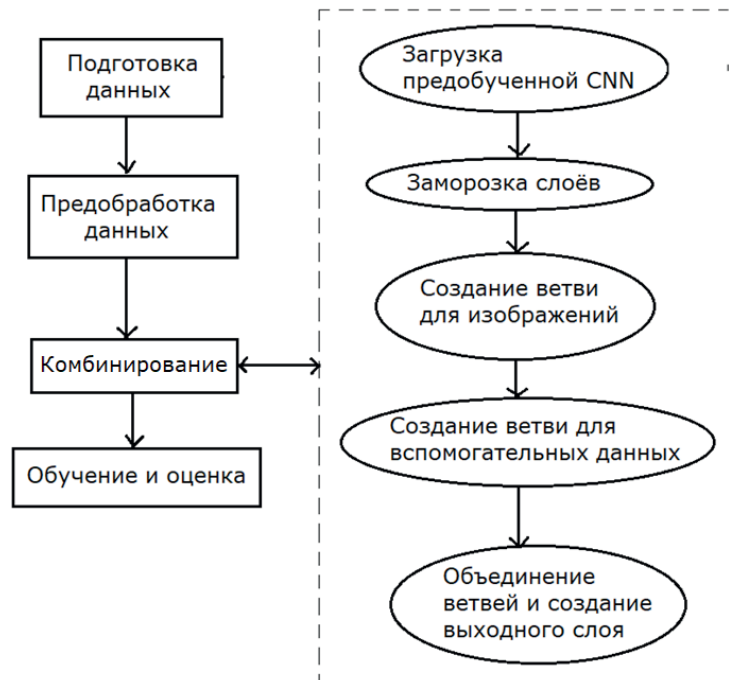 Подготовка
данных
Предобработка
данных
Комбинирование
Обучение и оценка
Загрузка
предобученной CNN
Заморозка слоёв
Создание ветви
для изображений
Создание ветви для
вспомогательных данных
Объединение
ветвей и создание
выходного слоя